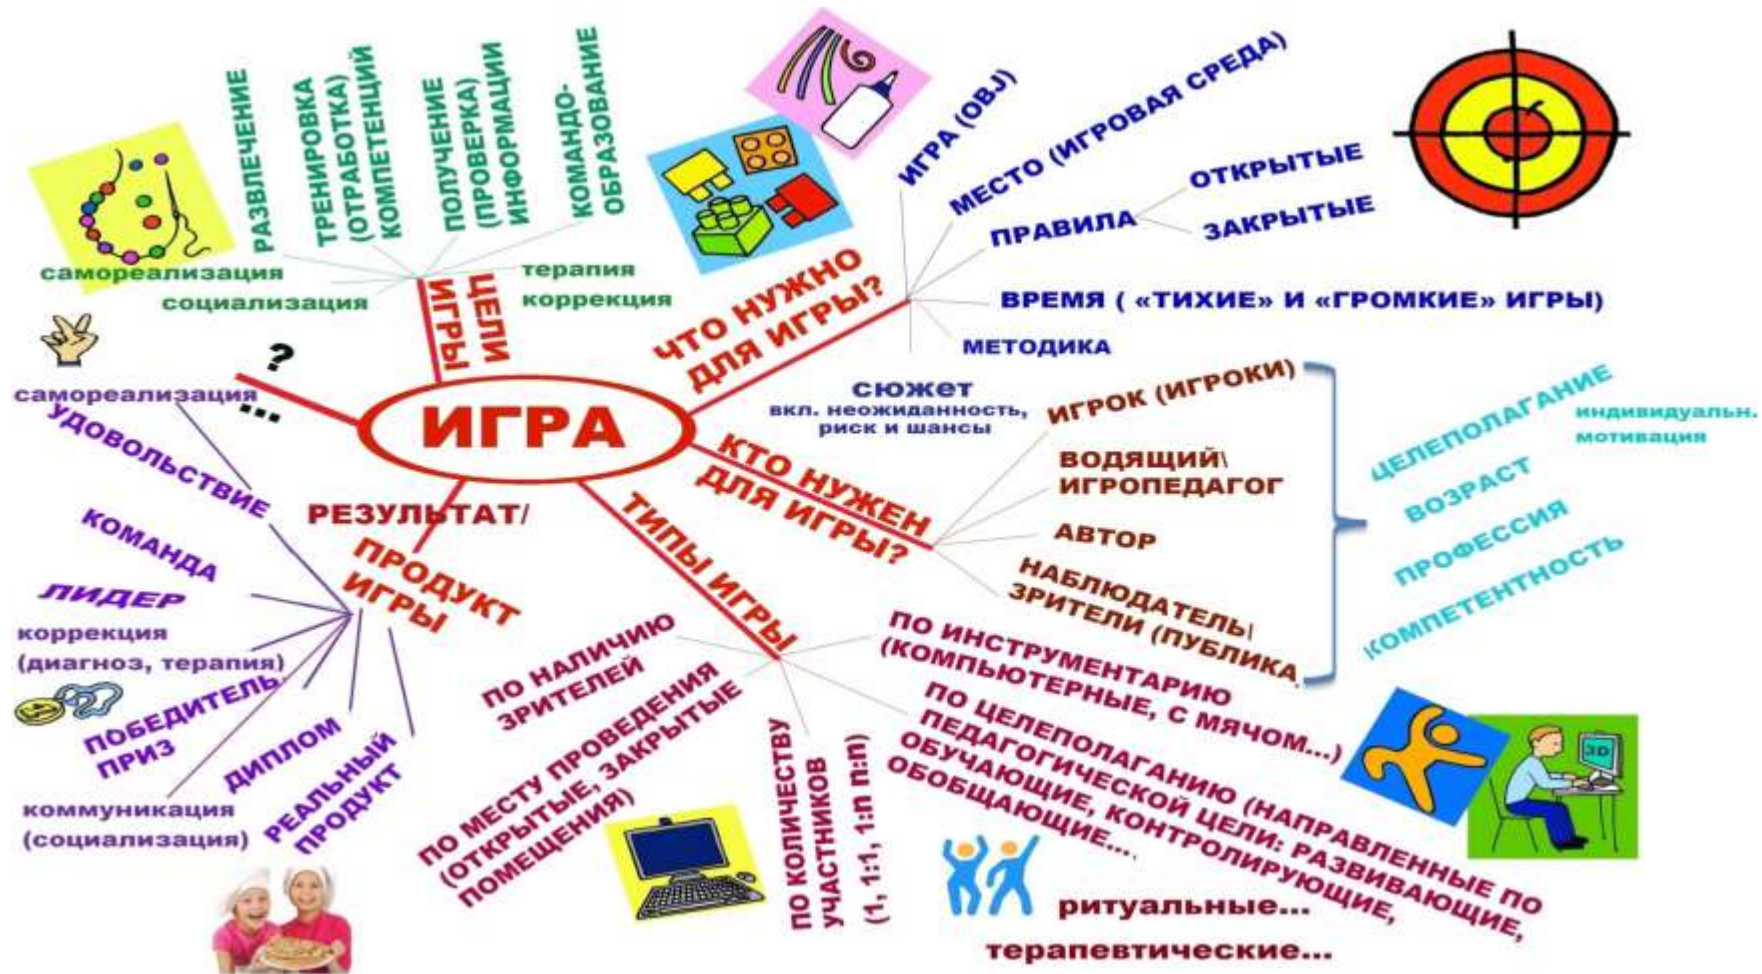 ИГРА
ЦЕЛИ
ИГРЫ
РАЗВЛЕЧЕНИЕ
ТРЕНИРОВКА
(ОТРАБОТКА)
КОМПЕТЕНЦИЙ
ПОЛУЧЕНИЕ
(ПРОВЕРКА)
ИНФОРМАЦИИ
КОМАНДО-
ОБРАЗОВАНИЕ
самореализация
социализация
терапия
коррекция
ЧТО НУЖНО
ДЛЯ ИГРЫ?
ИГРА (OBJ)
МЕСТО (ИГРОВАЯ СРЕДА)
ПРАВИЛА
ОТКРЫТЫЕ
ЗАКРЫТЫЕ
ВРЕМЯ ( «ТИХИЕ» И «ГРОМКИЕ» ИГРЫ)
МЕТОДИКА
сюжет
вкл. неожиданность,
риск и шансы
КТО НУЖЕН
ДЛЯ ИГРЫ?
ИГРОК (ИГРОКИ)
ВОДЯЩИЙ\
ИГРОПЕДАГОГ
АВТОР
НАБЛЮДАТЕЛЬ\
ЗРИТЕЛИ (ПУБЛИКА
ЦЕЛЕПОЛАГАНИЕ
индивидуальн.
мотивация
ВОЗРАСТ
ПРОФЕССИЯ
КОМПЕТЕНТНОСТЬ
ТИПЫ ИГРЫ
ПО ИНСТРУМЕНТАРИЮ
(КОМПЬЮТЕРНЫЕ, С МЯЧОМ...)
ПО ЦЕЛЕПОЛАГАНИЮ (НАПРАВЛЕННЫЕ ПО
ПЕДАГОГИЧЕСКОЙ ЦЕЛИ: РАЗВИВАЮЩИЕ,
ОБУЧАЮЩИЕ, КОНТРОЛИРУЮЩИЕ,
ОБОБЩАЮЩИЕ...
ритуальные...
терапевтические...
ПО КОЛИЧЕСТВУ
УЧАСТНИКОВ
(1, 1:1, 1:n n:n)
ПО МЕСТУ ПРОВЕДЕНИЯ
(ОТКРЫТЫЕ, ЗАКРЫТЫЕ
ПОМЕЩЕНИЯ)
ПО НАЛИЧИЮ
ЗРИТЕЛЕЙ
РЕЗУЛЬТАТ/
ПРОДУКТ
ИГРЫ
самореализация
УДОВОЛЬСТВИЕ
КОМАНДА
ЛИДЕР
коррекция
(диагноз, терапия)
ПОБЕДИТЕЛЬ
ПРИЗ
коммуникация
(социализация)
ДИПЛОМ
РЕАЛЬНЫЙ
ПРОДУКТ
?
...
3D